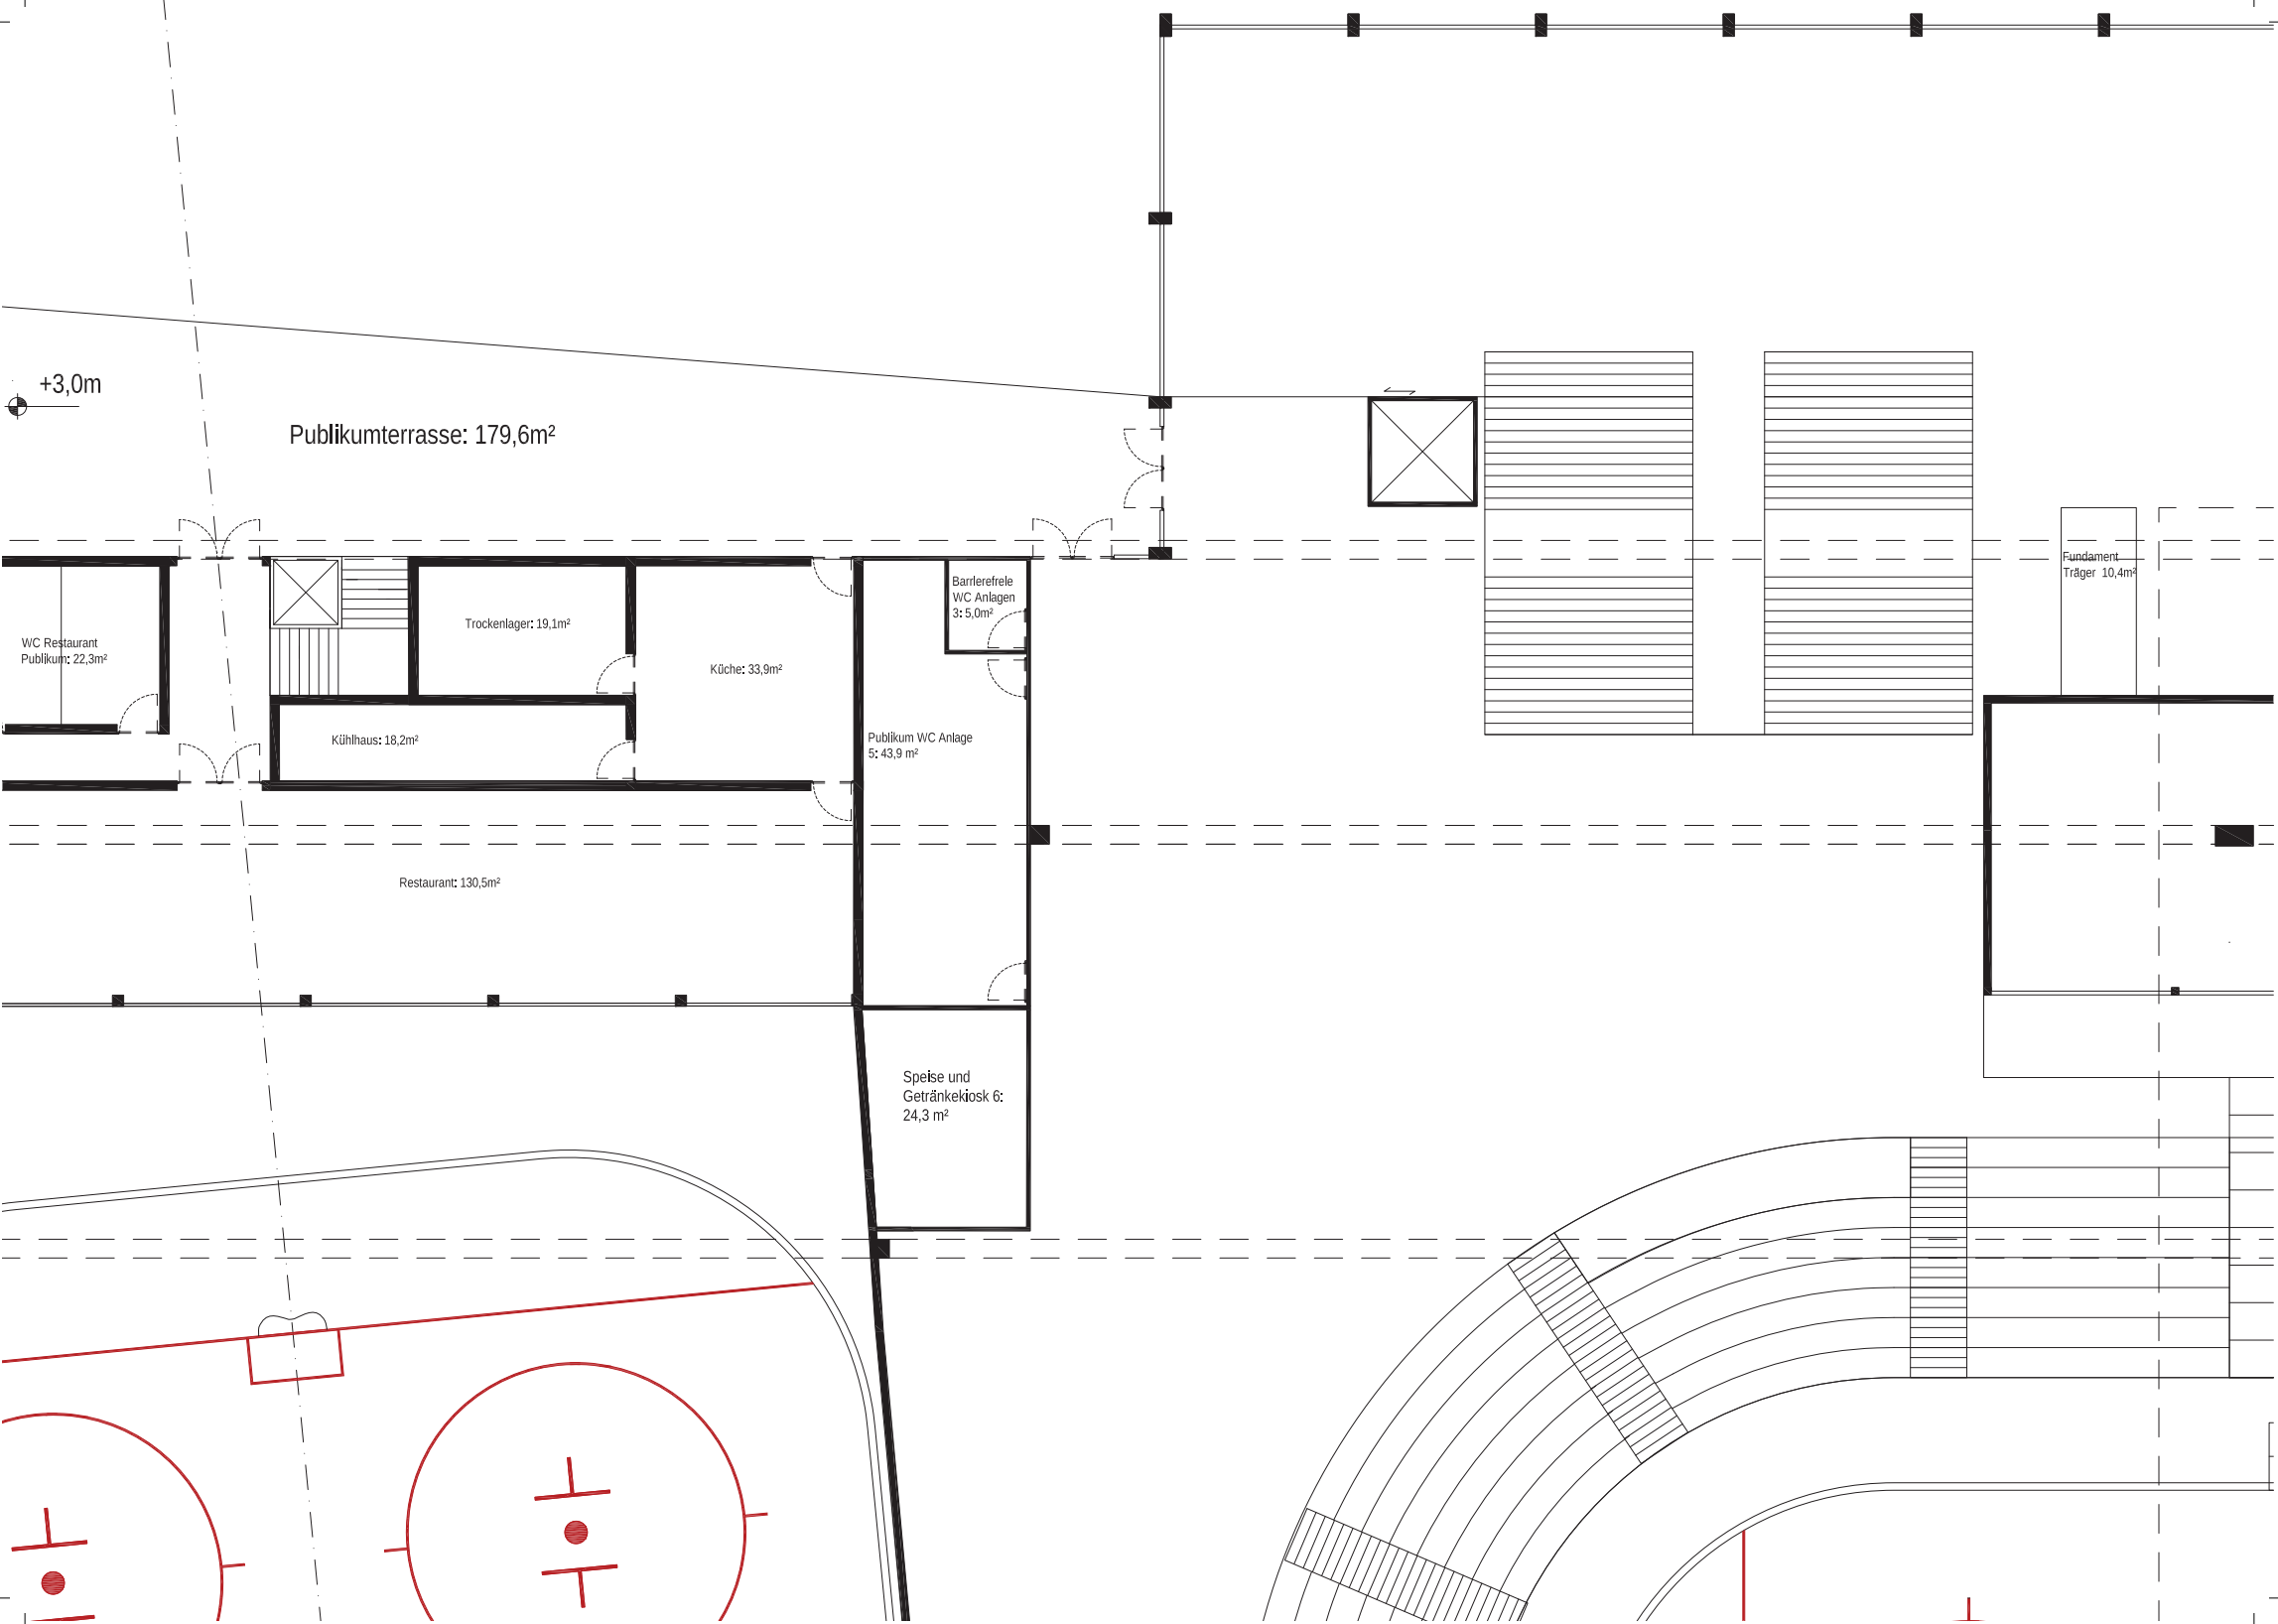 +3,0m
Publikumterrasse: 179,6m²
Barrierefreie
WC Anlagen
3: 5,0m²
Fundament
Träger 10,4m²
Trockenlager: 19,1m²
WC Restaurant
Publikum: 22,3m²
Küche: 33,9m²
Kühlhaus: 18,2m²
Publikum WC Anlage
5: 43,9 m²
Restaurant: 130,5m²
Speise und
Getränkekiosk 6:
24,3 m²